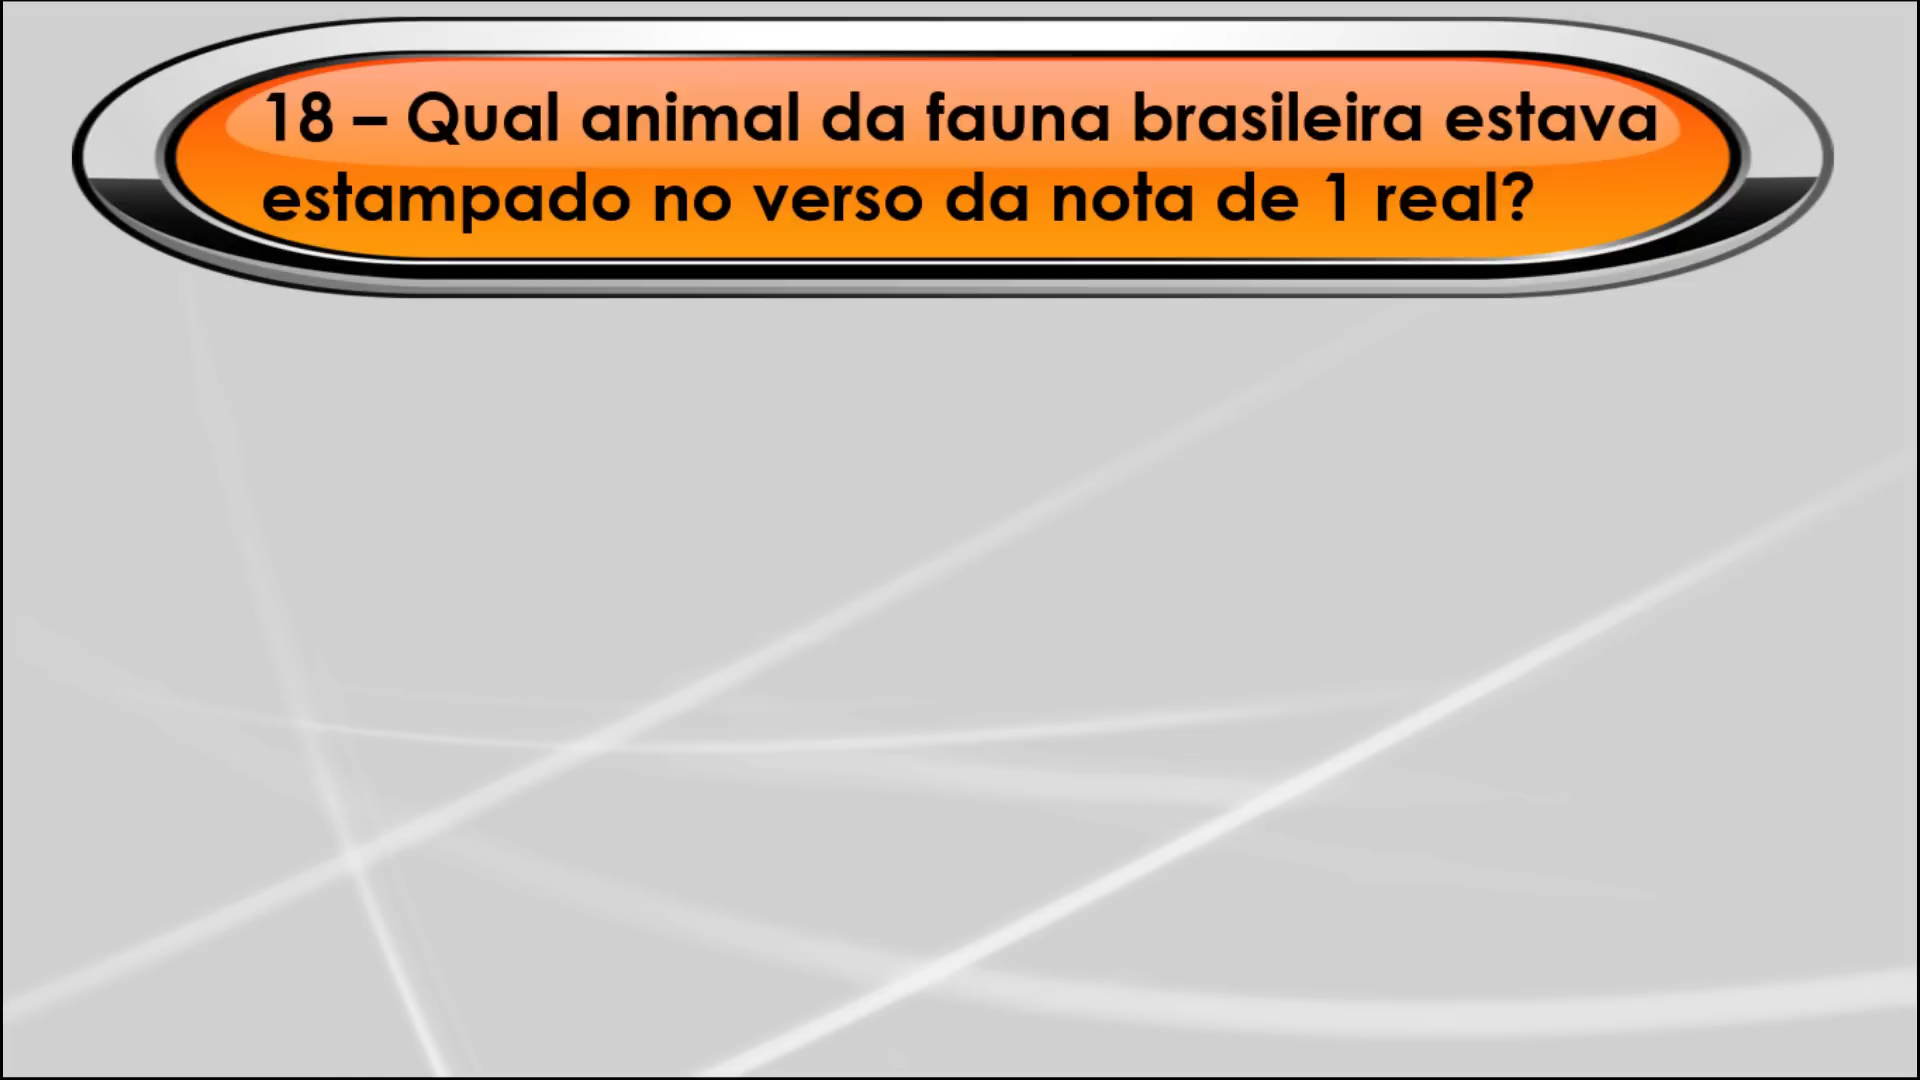 18 – Qual animal da fauna brasileira estava
estampado no verso da nota de 1 real?